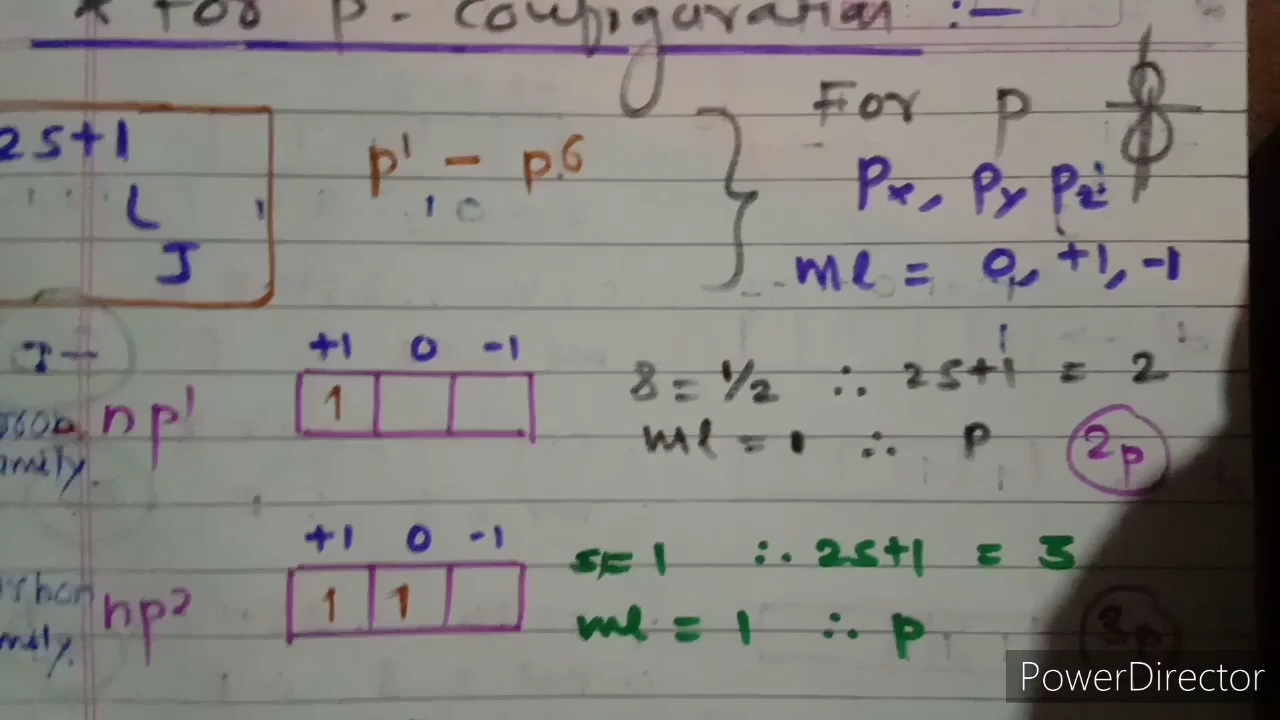 * For p - configuration :-
2s+1
L
J
p¹ - p6
For p
Px, Py Pz
ml = 0, +1, -1
+1 0 -1
np¹ 1
s = 1/2 ∴ 2s+1 = 2
ml = 1 ∴ P 2p
+1 0 -1
np² 1 1
s = 1 ∴ 2s+1 = 3
ml = 1 ∴ p 3p
PowerDirector